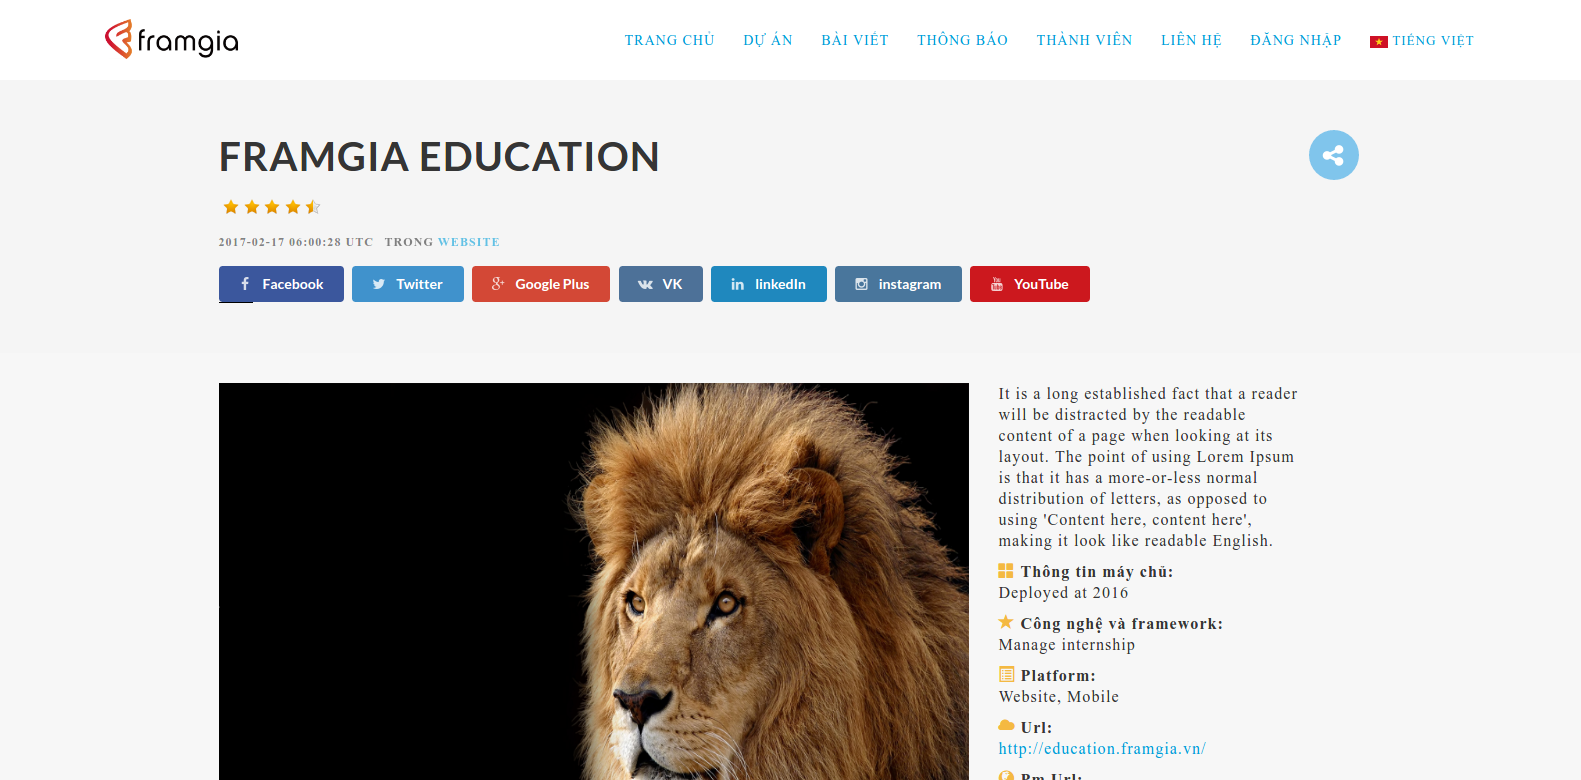 framgia
TRANG CHỦ DỰ ÁN BÀI VIẾT THÔNG BÁO THÀNH VIÊN LIÊN HỆ ĐĂNG NHẬP TIẾNG VIỆT
FRAMGIA EDUCATION
2017-02-17 06:00:28 UTC TRONG WEBSITE
Facebook Twitter Google Plus VK linkedIn instagram YouTube
It is a long established fact that a reader
will be distracted by the readable
content of a page when looking at its
layout. The point of using Lorem Ipsum
is that it has a more-or-less normal
distribution of letters, as opposed to
using 'Content here, content here',
making it look like readable English.
Thông tin máy chủ:
Deployed at 2016
Công nghệ và framework:
Manage internship
Platform:
Website, Mobile
Url:
http://education.framgia.vn/
Pm Url: